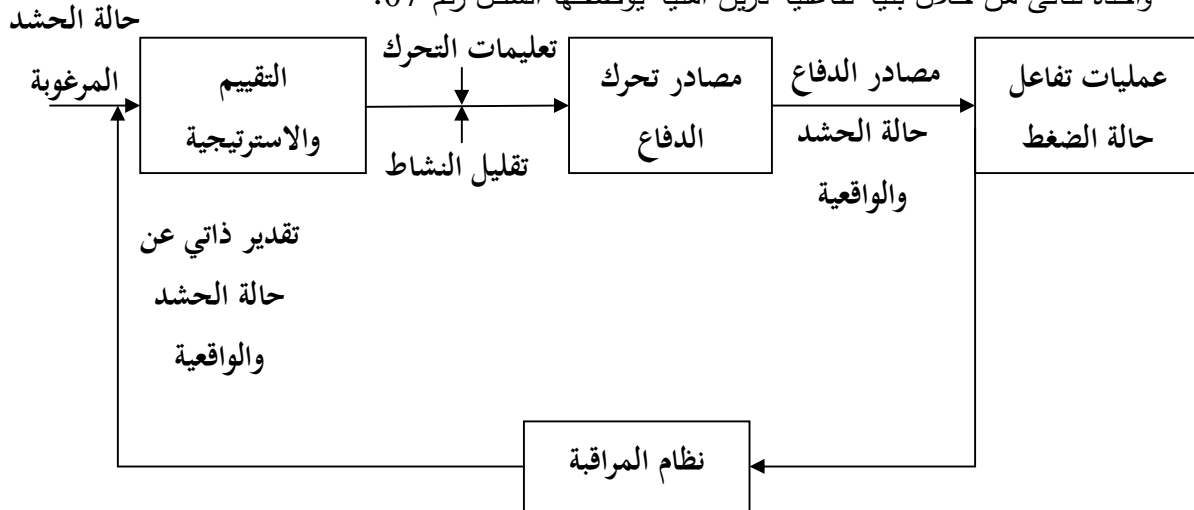 حالة الحشد
المرغوبة
التقييم
والاسترتيجية
تعليمات التحرك
تقليل النشاط
مصادر تحرك
الدفاع
مصادر الدفاع
حالة الحشد
والواقعية
عمليات تفاعل
حالة الضغط
تقدير ذاتي عن
حالة الحشد
والواقعية
نظام المراقبة